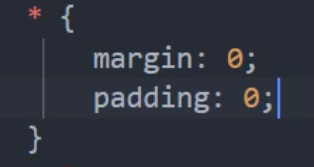 * {
margin: 0;
padding: 0;
}